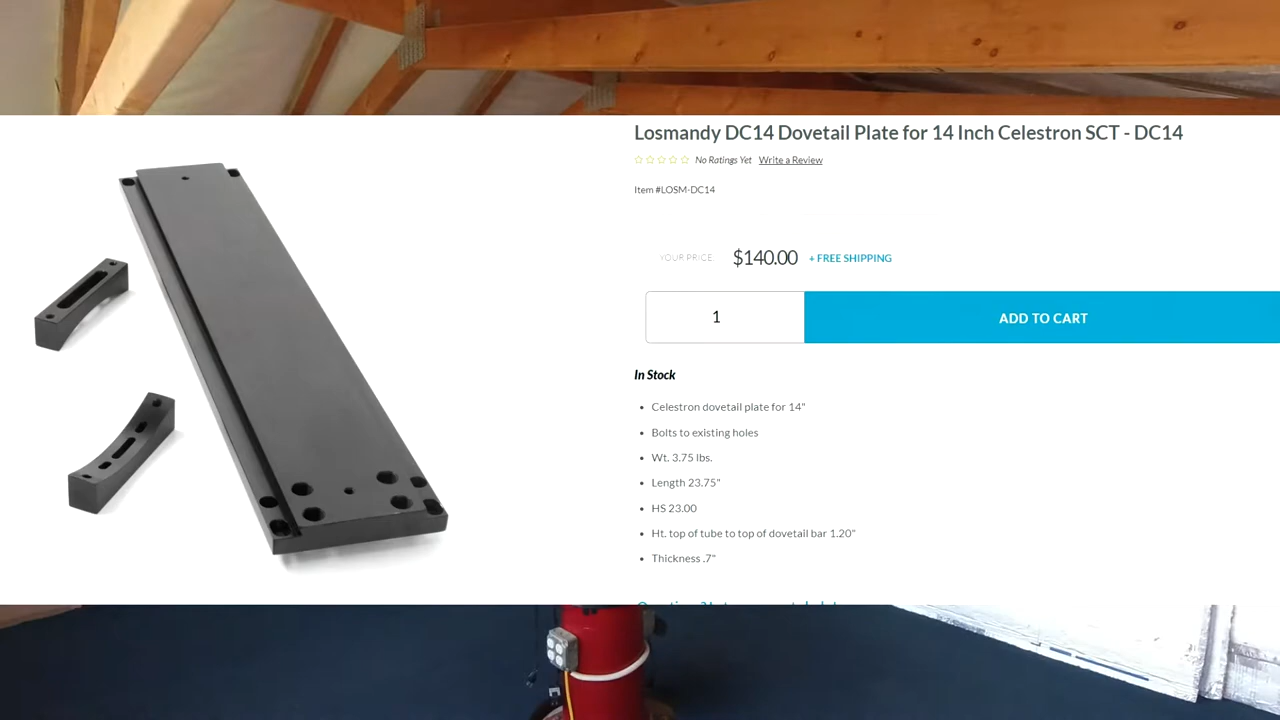 Losmandy DC14 Dovetail Plate for 14 Inch Celestron SCT - DC14
No Ratings Yet Write a Review
Item #LOSM-DC14
YOUR PRICE: $140.00 + FREE SHIPPING
1 ADD TO CART
In Stock
• Celestron dovetail plate for 14"
• Bolts to existing holes
• Wt. 3.75 lbs.
• Length 23.75"
• HS 23.00
• Ht. top of tube to top of dovetail bar 1.20"
• Thickness .7"